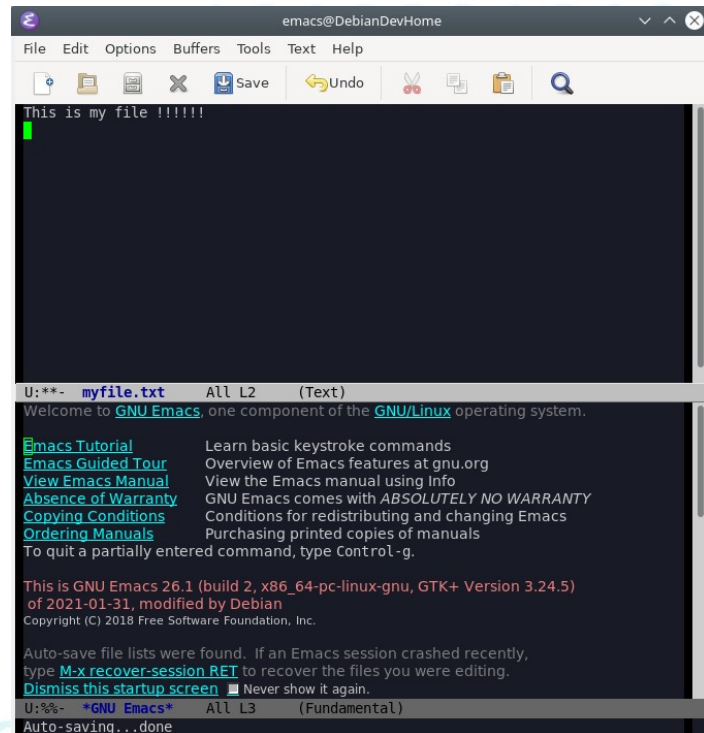 emacs@DebianDevHome
File Edit Options Buffers Tools Text Help
Save Undo
This is my file !!!!!!
U:**- myfile.txt All L2 (Text)
Welcome to GNU Emacs, one component of the GNU/Linux operating system.
Emacs Tutorial Learn basic keystroke commands
Emacs Guided Tour Overview of Emacs features at gnu.org
View Emacs Manual View the Emacs manual using Info
Absence of Warranty GNU Emacs comes with ABSOLUTELY NO WARRANTY
Copying Conditions Conditions for redistributing and changing Emacs
Ordering Manuals Purchasing printed copies of manuals
To quit a partially entered command, type Control-g.
This is GNU Emacs 26.1 (build 2, x86_64-pc-linux-gnu, GTK+ Version 3.24.5)
of 2021-01-31, modified by Debian
Copyright (C) 2018 Free Software Foundation, Inc.
Auto-save file lists were found. If an Emacs session crashed recently,
type M-x recover-session RET to recover the files you were editing.
Dismiss this startup screen Never show it again.
U:%%- *GNU Emacs* All L3 (Fundamental)
Auto-saving...done